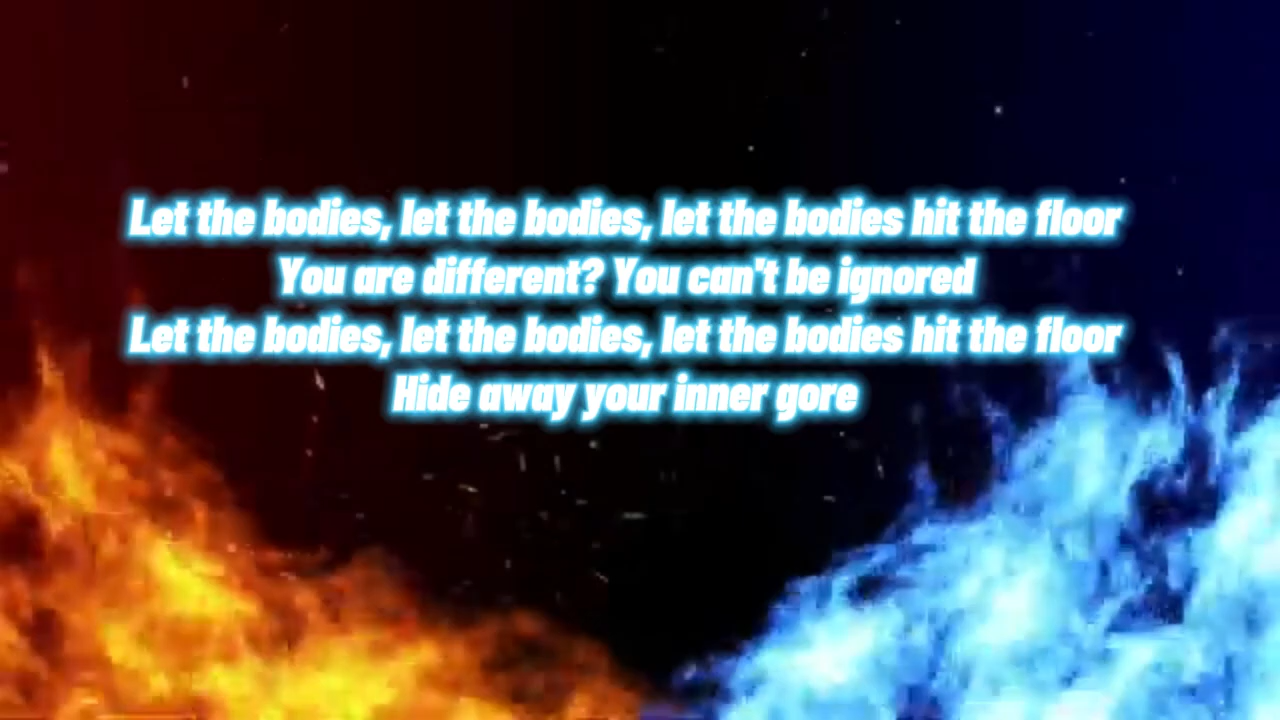 Let the bodies, let the bodies, let the bodies hit the floor
You are different? You can't be ignored
Let the bodies, let the bodies, let the bodies hit the floor
Hide away your inner gore